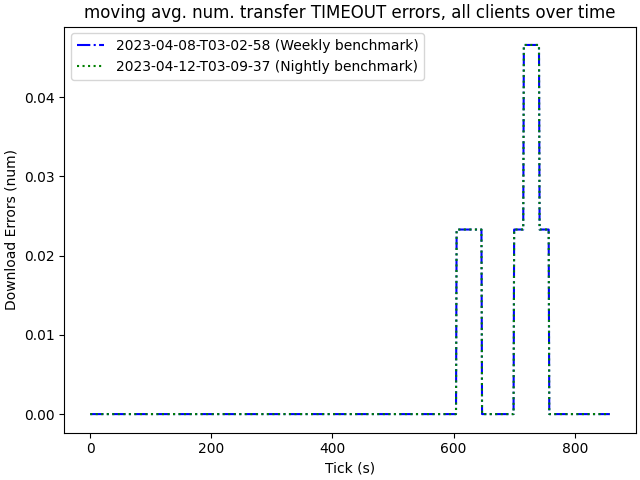 moving avg. num. transfer TIMEOUT errors, all clients over time
2023-04-08-T03-02-58 (Weekly benchmark)
2023-04-12-T03-09-37 (Nightly benchmark)
Download Errors (num)
0.04
0.03
0.02
0.01
0.00
0 200 400 600 800
Tick (s)